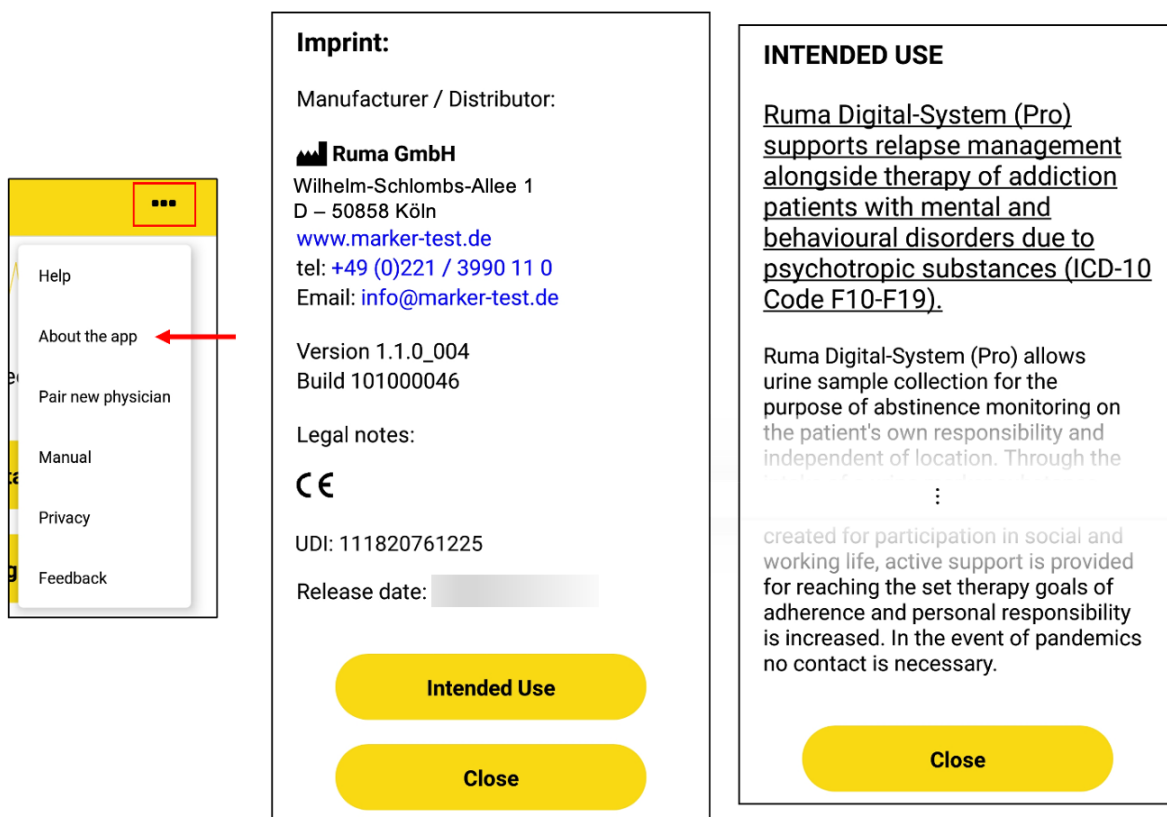 Help
About the app
Pair new physician
Manual
Privacy
Feedback
Imprint:
Manufacturer / Distributor:
Ruma GmbH
Wilhelm-Schlombs-Allee 1
D – 50858 Köln
www.marker-test.de
tel: +49 (0)221 / 3990 11 0
Email: info@marker-test.de
Version 1.1.0_004
Build 101000046
Legal notes:
CE
UDI: 111820761225
Release date:
Intended Use
Close
INTENDED USE
Ruma Digital-System (Pro)
supports relapse management
alongside therapy of addiction
patients with mental and
behavioural disorders due to
psychotropic substances (ICD-10
Code F10-F19).
Ruma Digital-System (Pro) allows
urine sample collection for the
purpose of abstinence monitoring on
the patient's own responsibility and
independent of location. Through the
created for participation in social and
working life, active support is provided
for reaching the set therapy goals of
adherence and personal responsibility
is increased. In the event of pandemics
no contact is necessary.
Close